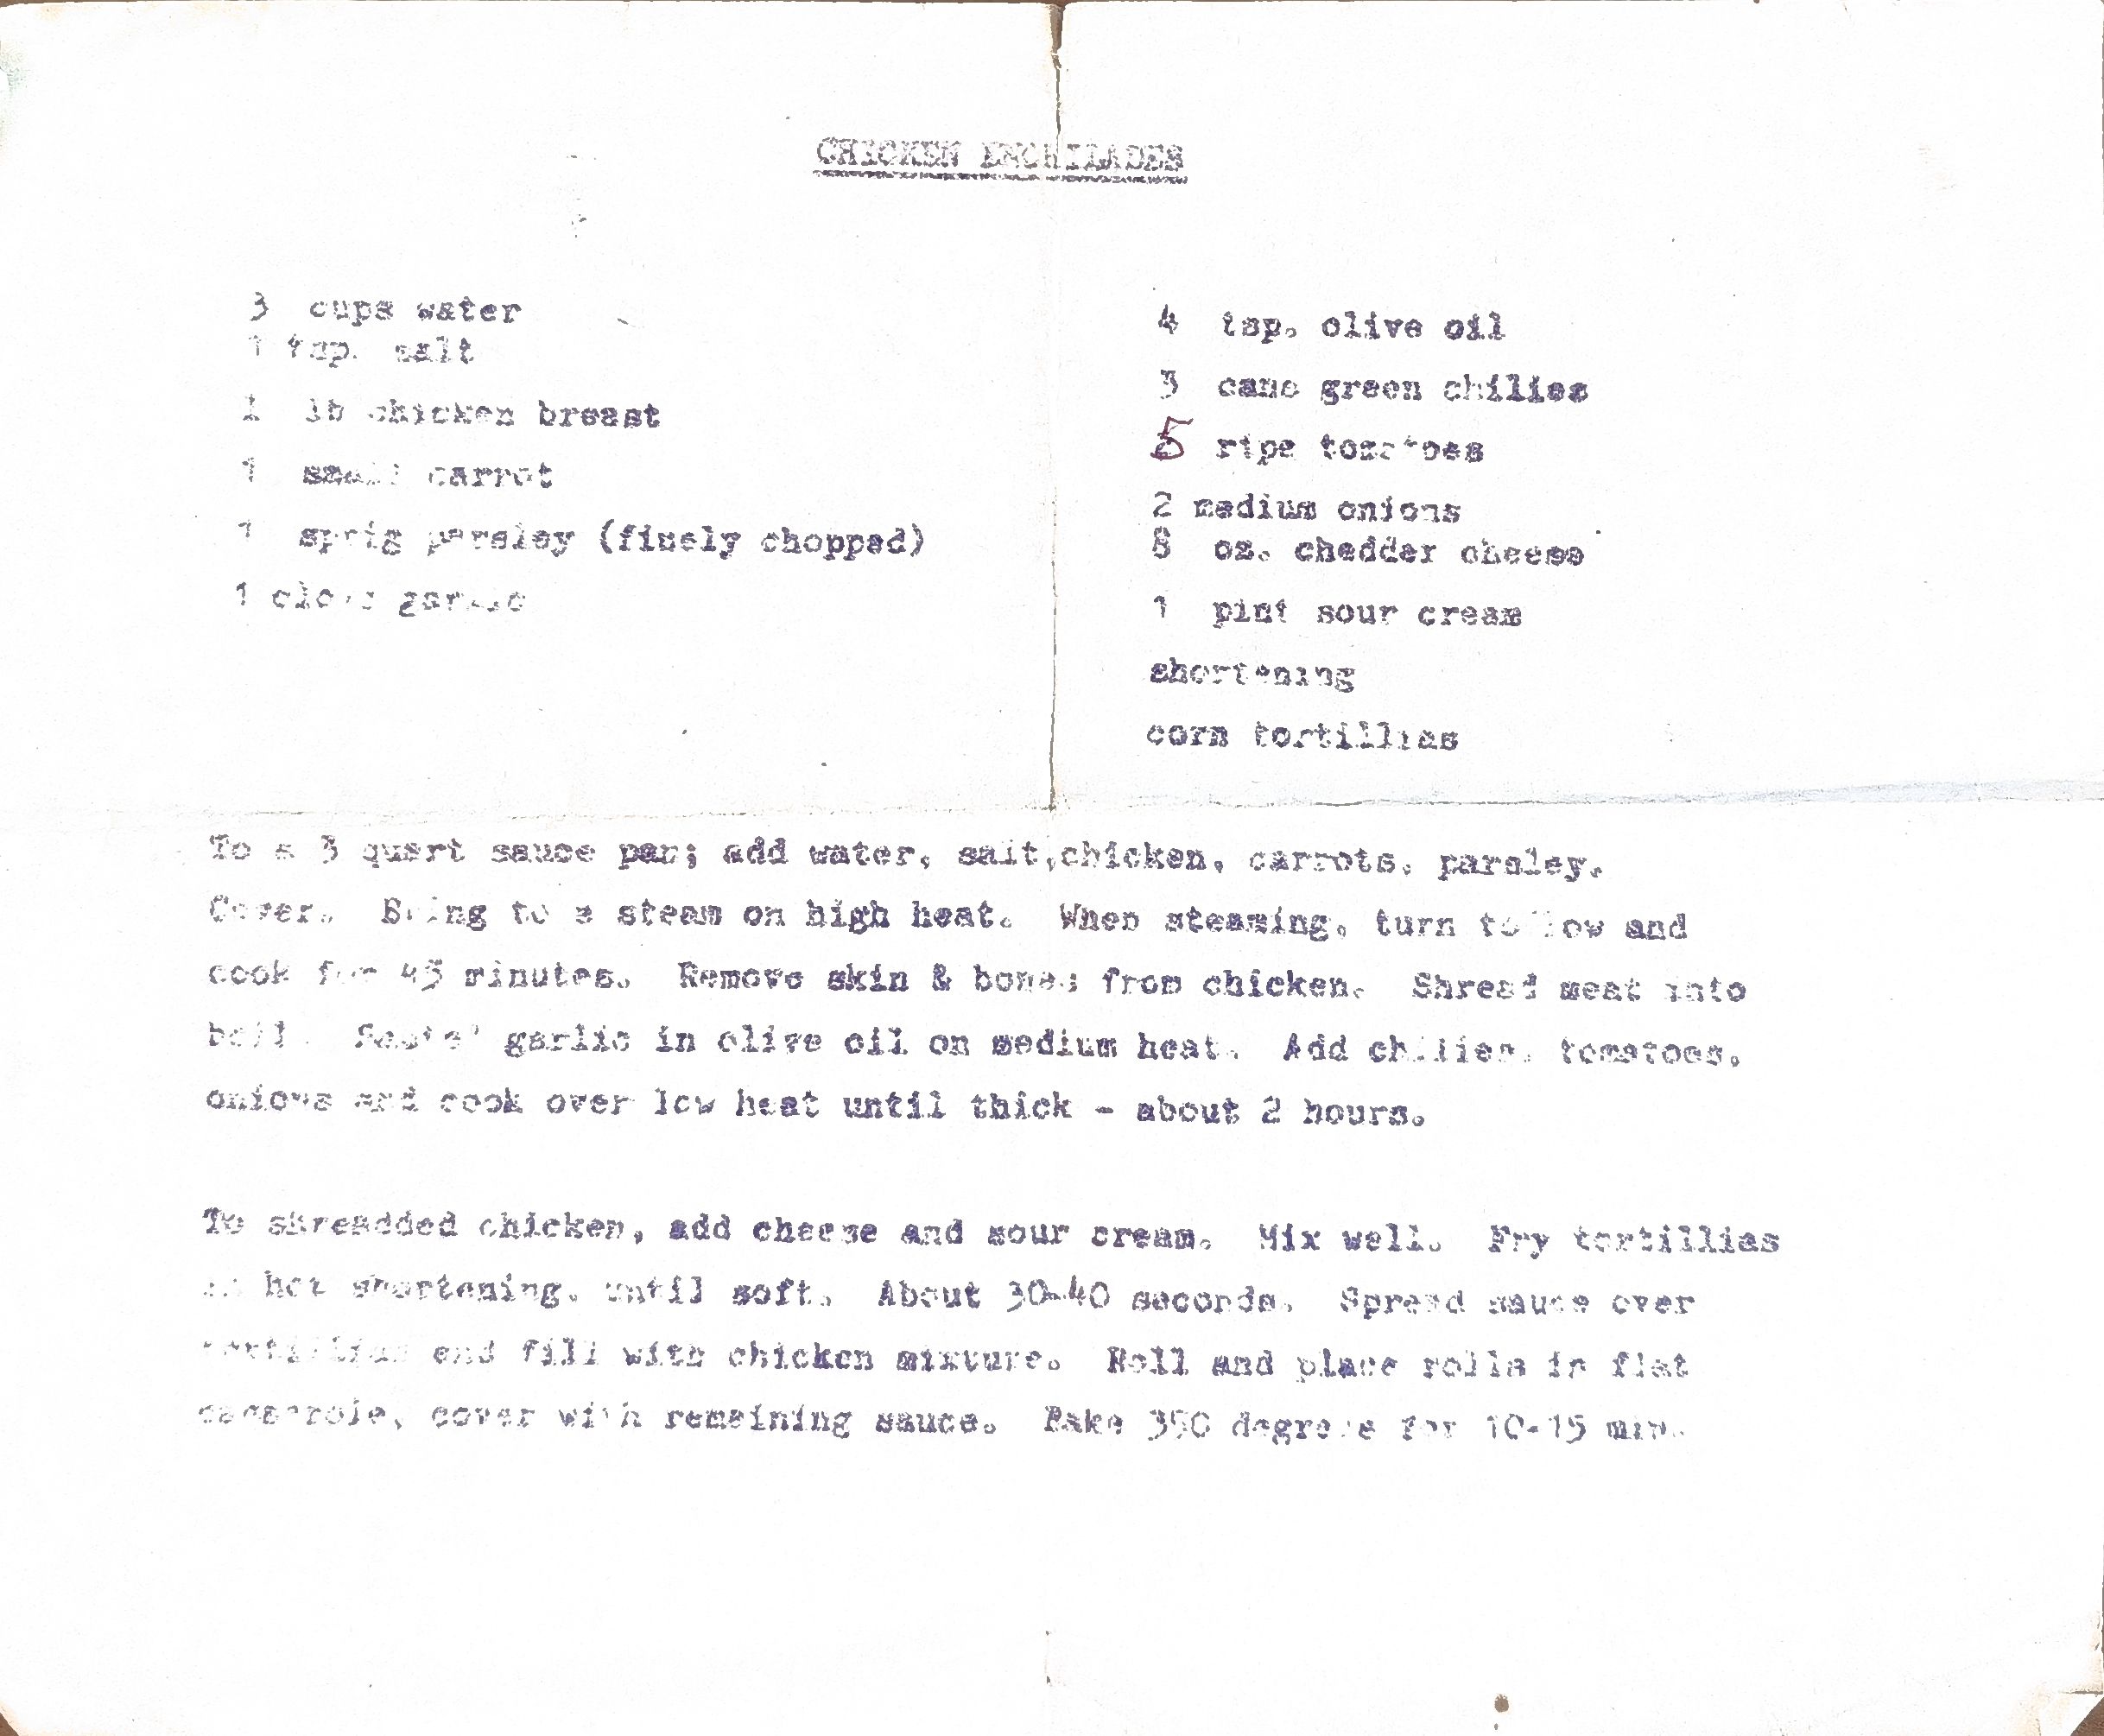 CHICKEN ENCHILADES
3 cups water
1 tsp. salt
1 lb chicken breast
1 small carrot
1 sprig parsley (finely chopped)
1 clove garlic
4 tsp. olive oil
3 cans green chilies
5 ripe tomatoes
2 medium onions
8 oz. chedder cheese
1 pint sour cream
shortening
corn tortillias
To a 3 quart sauce pan; add water, salt,chicken, carrots, parsley.
Cover. Bring to a steam on high heat. When steaming, turn to low and
cook for 45 minutes. Remove skin & bones from chicken. Shread meat into
garlic in olive oil on medium heat. Add chilies, tomatoes,
onions and cook over low heat until thick - about 2 hours.
To shreadded chicken, add cheese and sour cream. Mix well. Fry tortillias
in hot shortening, until soft. About 30-40 seconds. Spread sauce over
tortillias and fill with chicken mixture. Roll and place rolls in flat
casarrole, cover with remaining sauce. Bake 350 degrees for 10-15 min.